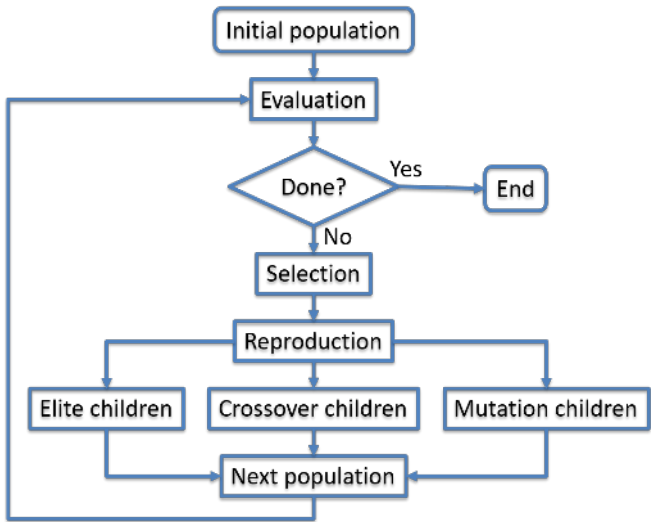 Initial population
Evaluation
Done?
Yes
End
No
Selection
Reproduction
Elite children
Crossover children
Mutation children
Next population